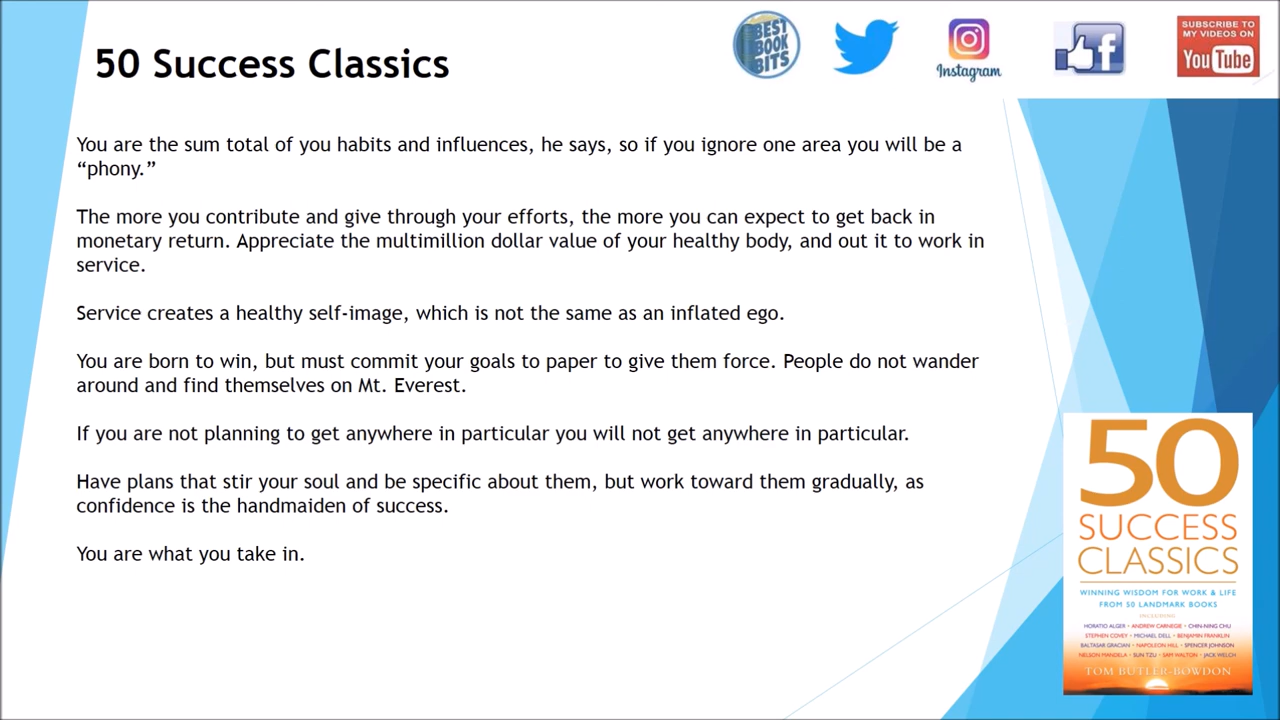 50 Success Classics
BEST
BOOK
BITS
Instagram
f
SUBSCRIBE TO
MY VIDEOS ON
YouTube
You are the sum total of you habits and influences, he says, so if you ignore one area you will be a
“phony.”
The more you contribute and give through your efforts, the more you can expect to get back in
monetary return. Appreciate the multimillion dollar value of your healthy body, and out it to work in
service.
Service creates a healthy self-image, which is not the same as an inflated ego.
You are born to win, but must commit your goals to paper to give them force. People do not wander
around and find themselves on Mt. Everest.
If you are not planning to get anywhere in particular you will not get anywhere in particular.
Have plans that stir your soul and be specific about them, but work toward them gradually, as
confidence is the handmaiden of success.
You are what you take in.
50
SUCCESS
CLASSICS
WINNING WISDOM FOR WORK & LIFE
FROM 50 LANDMARK BOOKS
INCLUDING
HORATIO ALGER • ANDREW CARNEGIE • CHIN-NING CHU
STEPHEN COVEY • MICHAEL DELL • BENJAMIN FRANKLIN
BALTASAR GRACIAN • NAPOLEON HILL • SPENCER JOHNSON
NELSON MANDELA • SUN TZU • SAM WALTON • JACK WELCH
TOM BUTLER-BOWDON